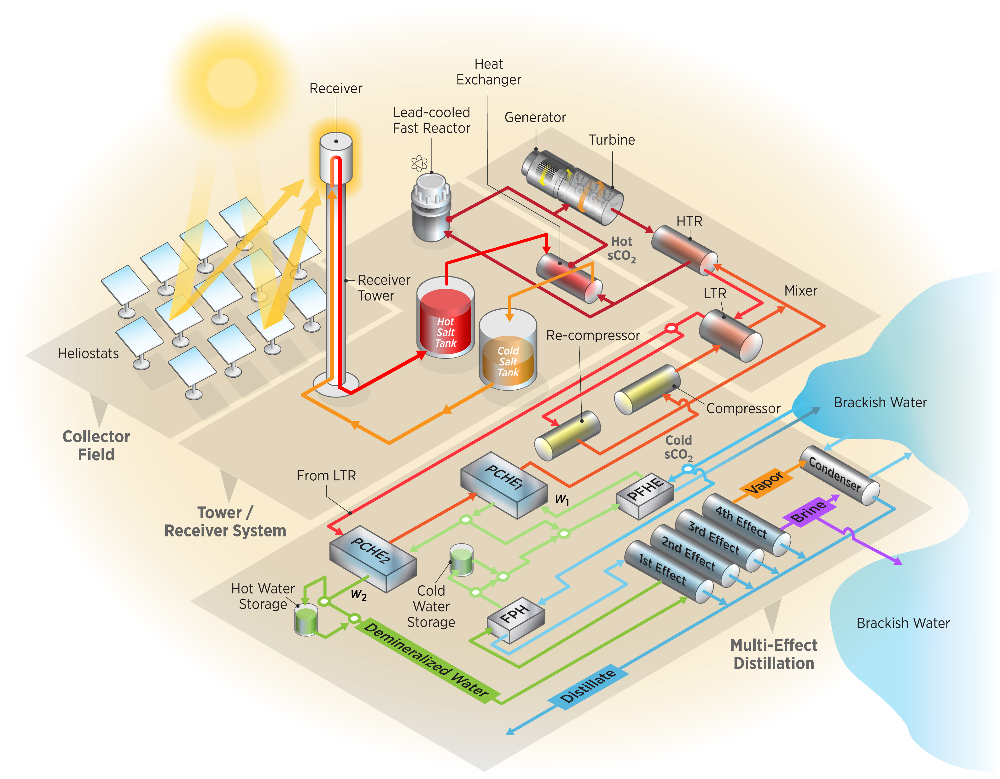 Heat
Exchanger
Receiver
Lead-cooled
Fast Reactor
Generator
Turbine
HTR
Hot
sCO2
Receiver
Tower
LTR
Mixer
Hot
Salt
Tank
Cold
Salt
Tank
Re-compressor
Heliostats
Compressor
Brackish Water
Collector
Field
Cold
sCO2
Condenser
From LTR
PCHE1
PFHE
Vapor
W1
Brine
Tower /
Receiver System
4th Effect
3rd Effect
2nd Effect
1st Effect
PCHE2
Hot Water
Storage
W2
Cold
Water
Storage
FPH
Brackish Water
Demineralized Water
Multi-Effect
Distillation
Distillate